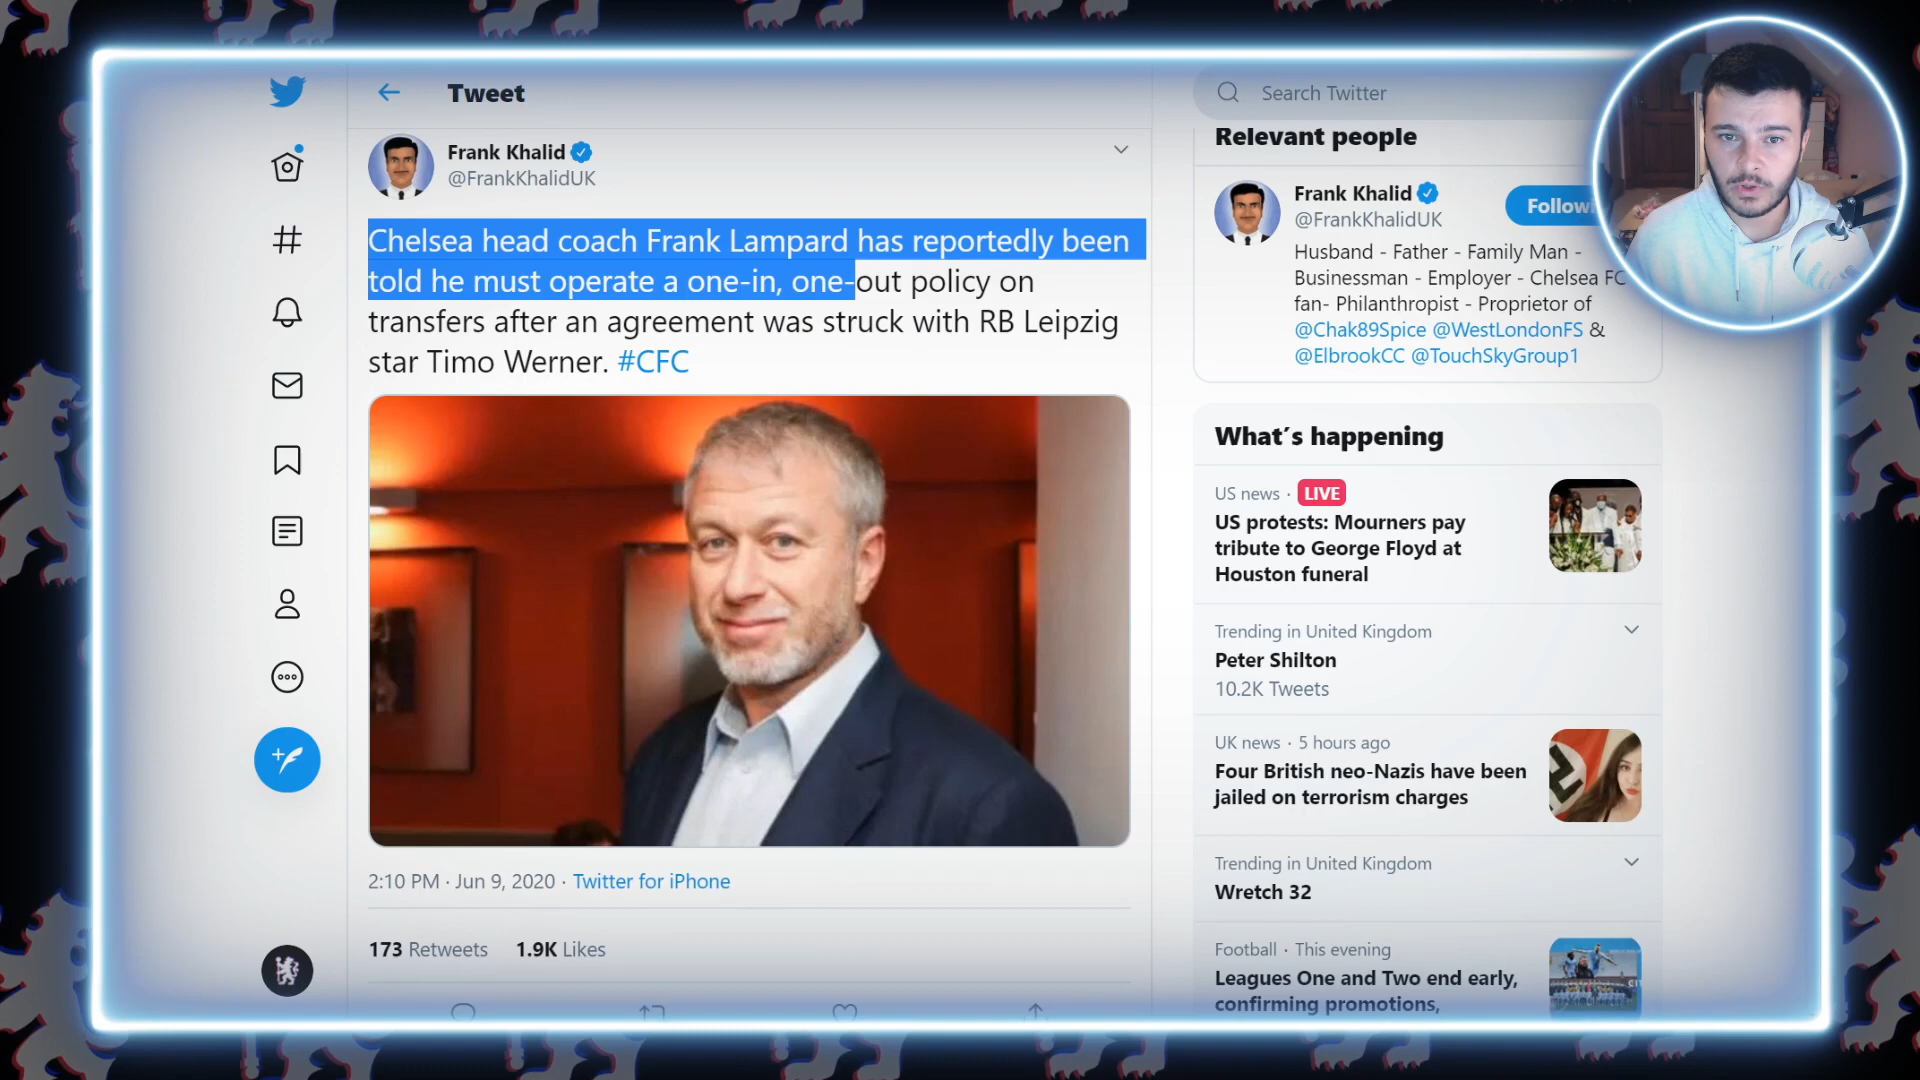 Tweet
Search Twitter
Frank Khalid
@FrankKhalidUK
Chelsea head coach Frank Lampard has reportedly been
told he must operate a one-in, one-out policy on
transfers after an agreement was struck with RB Leipzig
star Timo Werner. #CFC
2:10 PM · Jun 9, 2020 · Twitter for iPhone
173 Retweets 1.9K Likes
Relevant people
Frank Khalid
@FrankKhalidUK
Husband - Father - Family Man -
Businessman - Employer - Chelsea FC
fan- Philanthropist - Proprietor of
@Chak89Spice @WestLondonFS &
@ElbrookCC @TouchSkyGroup1
What's happening
US news · LIVE
US protests: Mourners pay
tribute to George Floyd at
Houston funeral
Trending in United Kingdom
Peter Shilton
10.2K Tweets
UK news · 5 hours ago
Four British neo-Nazis have been
jailed on terrorism charges
Trending in United Kingdom
Wretch 32
Football · This evening
Leagues One and Two end early,
confirming promotions,